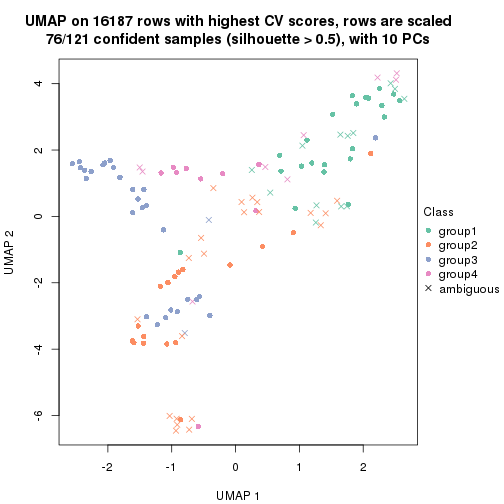 UMAP on 16187 rows with highest CV scores, rows are scaled
76/121 confident samples (silhouette > 0.5), with 10 PCs
4
2
0
-2
-4
-6
UMAP 2
-2
-1
0
1
2
UMAP 1
Class
group1
group2
group3
group4
ambiguous